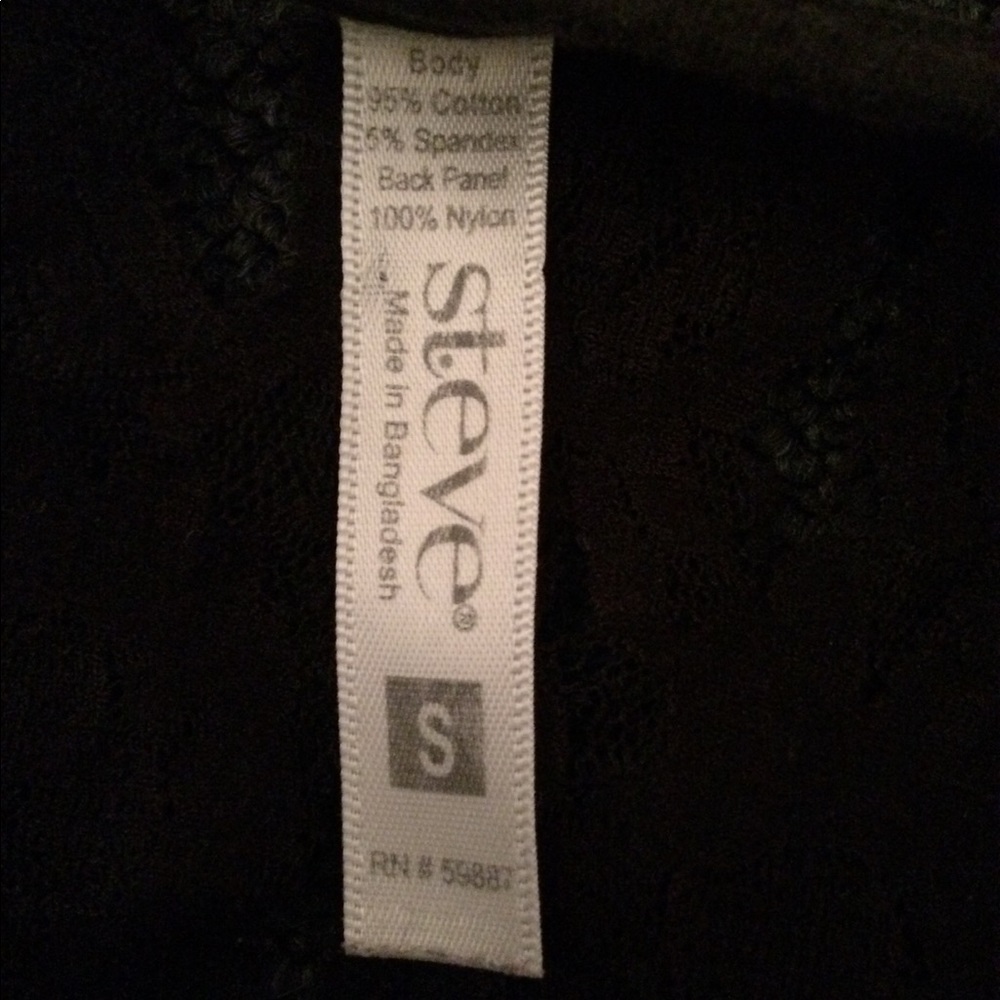 Body
95% Cotton
5% Spandex
Back Panel
100% Nylon
steve®
Made In Bangladesh
S
RN # 59887